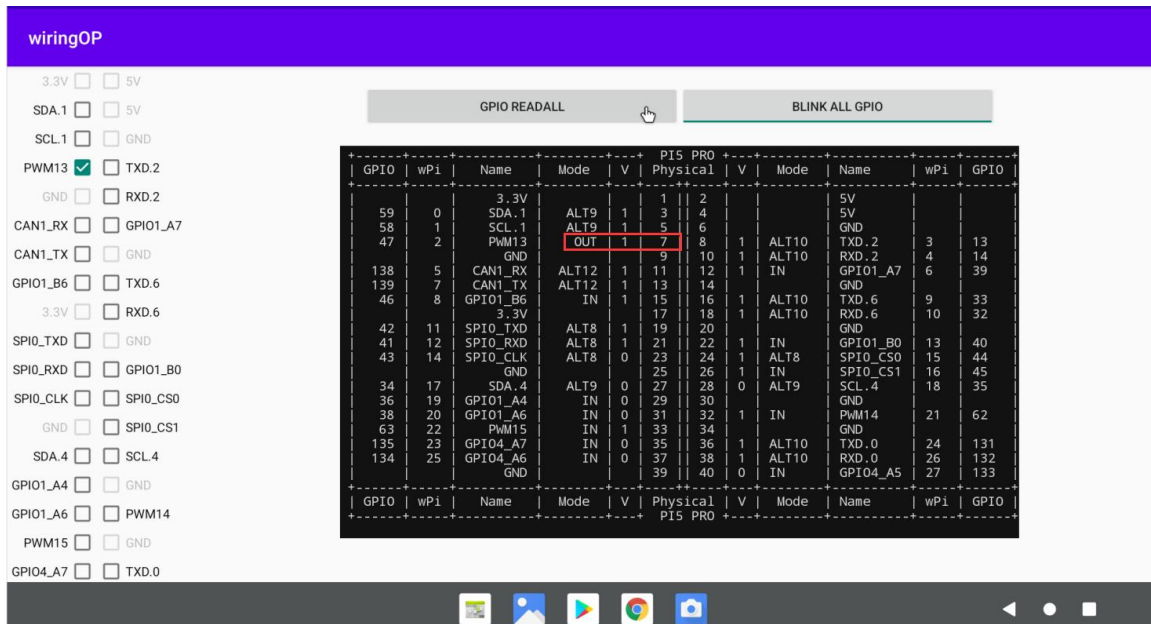 wiringOP
3.3V 5V
SDA.1 5V
SCL.1 GND
PWM13 TXD.2
GND RXD.2
CAN1_RX GPIO1_A7
CAN1_TX GND
GPIO1_B6 TXD.6
3.3V RXD.6
SPI0_TXD GND
SPI0_RXD GPIO1_B0
SPI0_CLK SPI0_CS0
GND SPI0_CS1
SDA.4 SCL.4
GPIO1_A4 GND
GPIO1_A6 PWM14
PWM15 GND
GPIO4_A7 TXD.0
GPIO READALL BLINK ALL GPIO
+------+-----+----------+--------+---+ PI5 PRO +---+--------+----------+-----+------+
| GPIO | wPi | Name | Mode | V | Physical | V | Mode | Name | wPi | GPIO |
+------+-----+----------+--------+---+----++----+---+--------+----------+-----+------+
| | | 3.3V | | | 1 || 2 | | | 5V | | |
| 59 | 0 | SDA.1 | ALT9 | 1 | 3 || 4 | | | 5V | | |
| 58 | 1 | SCL.1 | ALT9 | 1 | 5 || 6 | | | GND | | |
| 47 | 2 | PWM13 | OUT | 1 | 7 || 8 | 1 | ALT10 | TXD.2 | 3 | 13 |
| | | GND | | | 9 || 10 | 1 | ALT10 | RXD.2 | 4 | 14 |
| 138 | 5 | CAN1_RX | ALT12 | 1 | 11 || 12 | 1 | IN | GPIO1_A7 | 6 | 39 |
| 139 | 7 | CAN1_TX | ALT12 | 1 | 13 || 14 | | | GND | | |
| 46 | 8 | GPIO1_B6 | IN | 1 | 15 || 16 | 1 | ALT10 | TXD.6 | 9 | 33 |
| | | 3.3V | | | 17 || 18 | 1 | ALT10 | RXD.6 | 10 | 32 |
| 42 | 11 | SPI0_TXD | ALT8 | 1 | 19 || 20 | | | GND | | |
| 41 | 12 | SPI0_RXD | ALT8 | 1 | 21 || 22 | 1 | IN | GPIO1_B0 | 13 | 40 |
| 43 | 14 | SPI0_CLK | ALT8 | 0 | 23 || 24 | 1 | ALT8 | SPI0_CS0 | 15 | 44 |
| | | GND | | | 25 || 26 | 1 | IN | SPI0_CS1 | 16 | 45 |
| 34 | 17 | SDA.4 | ALT9 | 0 | 27 || 28 | 0 | ALT9 | SCL.4 | 18 | 35 |
| 36 | 19 | GPIO1_A4 | IN | 0 | 29 || 30 | | | GND | | |
| 38 | 20 | GPIO1_A6 | IN | 0 | 31 || 32 | 1 | IN | PWM14 | 21 | 62 |
| 63 | 22 | PWM15 | IN | 1 | 33 || 34 | | | GND | | |
| 135 | 23 | GPIO4_A7 | IN | 0 | 35 || 36 | 1 | ALT10 | TXD.0 | 24 | 131 |
| 134 | 25 | GPIO4_A6 | IN | 0 | 37 || 38 | 1 | ALT10 | RXD.0 | 26 | 132 |
| | | GND | | | 39 || 40 | 0 | IN | GPIO4_A5 | 27 | 133 |
+------+-----+----------+--------+---+----++----+---+--------+----------+-----+------+
| GPIO | wPi | Name | Mode | V | Physical | V | Mode | Name | wPi | GPIO |
+------+-----+----------+--------+---+ PI5 PRO +---+--------+----------+-----+------+